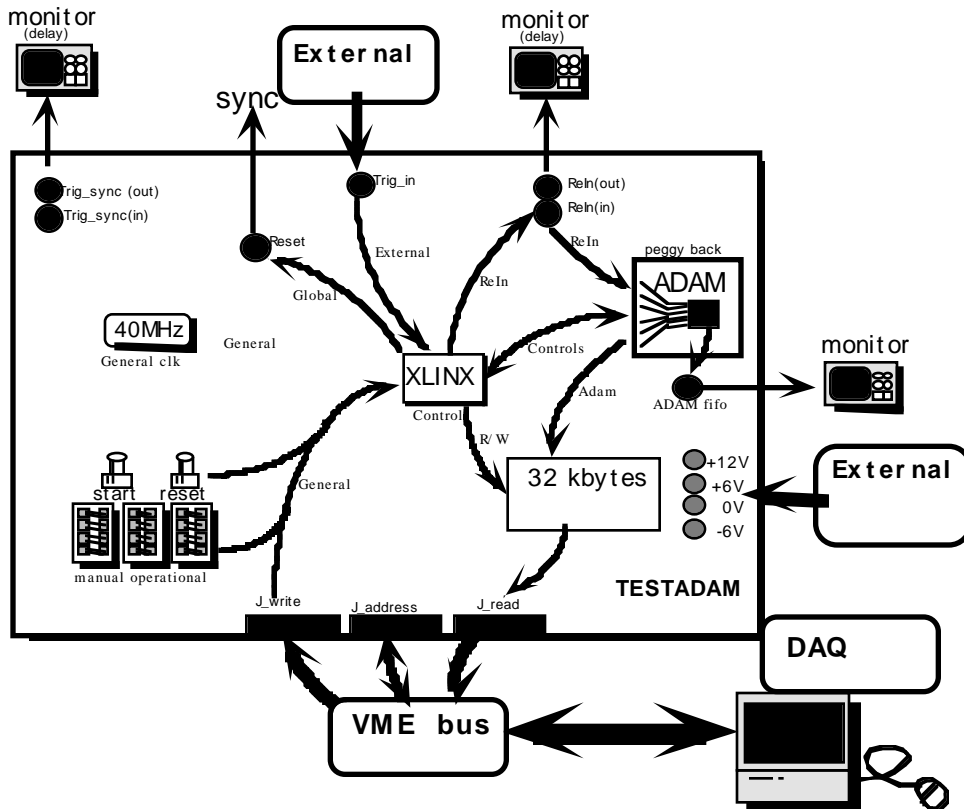 monitor
(delay)
External
monitor
(delay)
sync
Trig_sync (out)
Trig_sync(in)
Trig_in
ReIn(out)
ReIn(in)
Reset
External
ReIn
peggy back
Global
ReIn
ADAM
40MHz
General clk
General
Controls
monitor
XLINX
Control
Adam
ADAM fifo
R/W
32 kbytes
+12V
+6V
0V
-6V
External
start reset
General
manual operational
TESTADAM
J_write
J_address
J_read
DAQ
VME bus